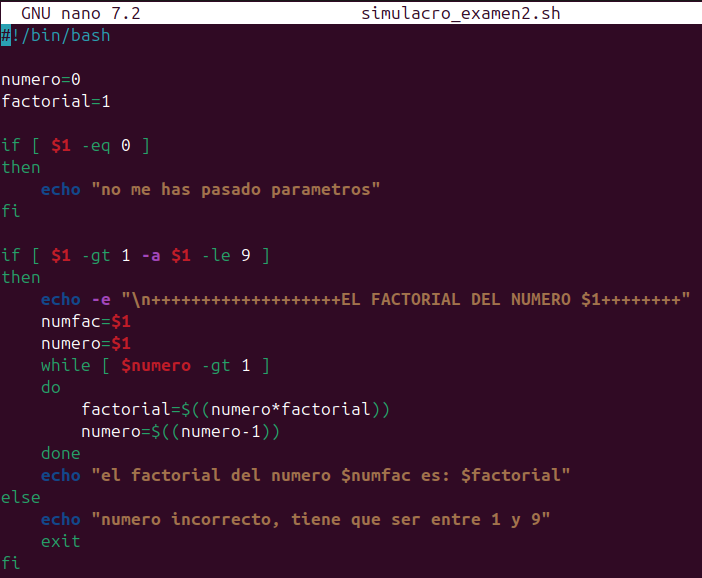 GNU nano 7.2 simulacro_examen2.sh
#!/bin/bash
numero=0
factorial=1
if [ $1 -eq 0 ]
then
echo "no me has pasado parametros"
fi
if [ $1 -gt 1 -a $1 -le 9 ]
then
echo -e "\n+++++++++++++++++++EL FACTORIAL DEL NUMERO $1++++++++"
numfac=$1
numero=$1
while [ $numero -gt 1 ]
do
factorial=$((numero*factorial))
numero=$((numero-1))
done
echo "el factorial del numero $numfac es: $factorial"
else
echo "numero incorrecto, tiene que ser entre 1 y 9"
exit
fi